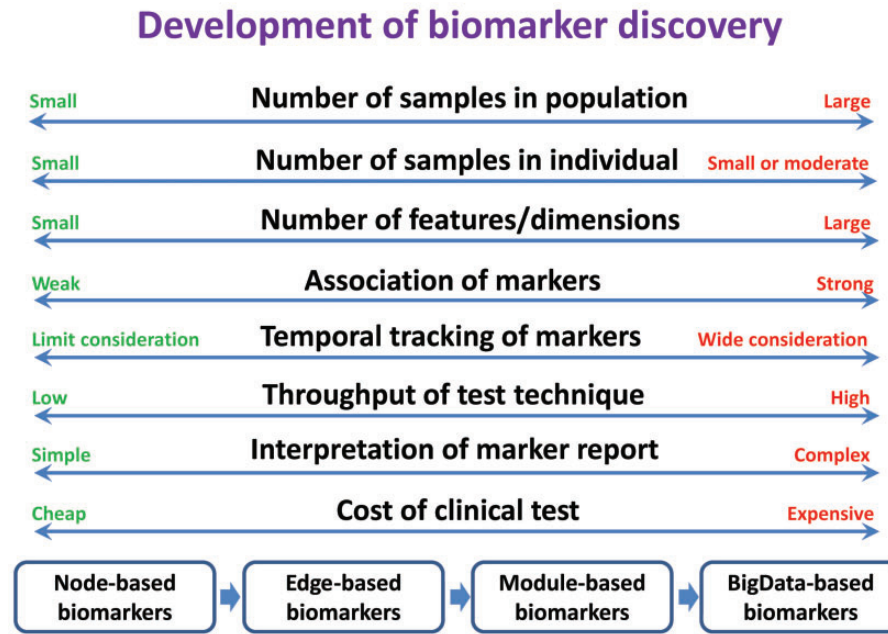 Development of biomarker discovery
Small Number of samples in population Large
Small Number of samples in individual Small or moderate
Small Number of features/dimensions Large
Weak Association of markers Strong
Limit consideration Temporal tracking of markers Wide consideration
Low Throughput of test technique High
Simple Interpretation of marker report Complex
Cheap Cost of clinical test Expensive
Node-based Edge-based Module-based BigData-based
biomarkers biomarkers biomarkers biomarkers